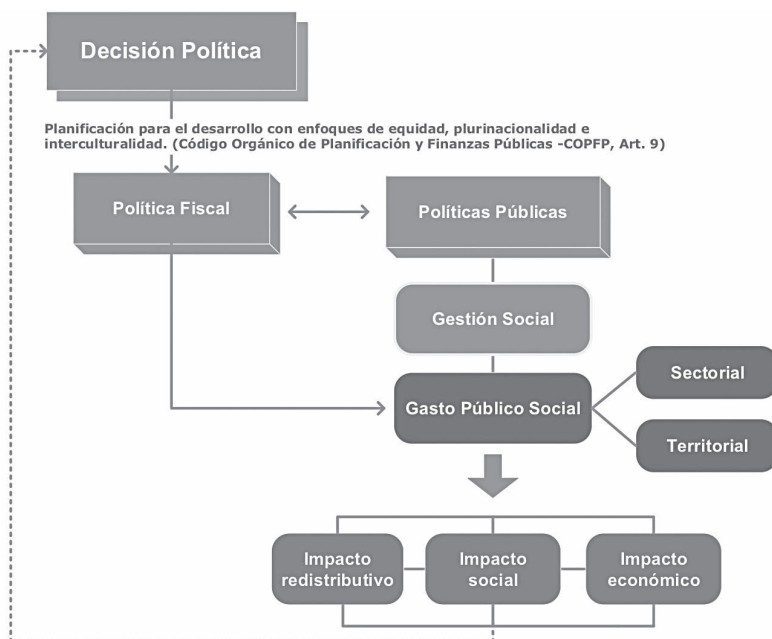 Decisión Política
Planificación para el desarrollo con enfoques de equidad, plurinacionalidad e
interculturalidad. (Código Orgánico de Planificación y Finanzas Públicas -COPFP, Art. 9)
Política Fiscal
Políticas Públicas
Gestión Social
Sectorial
Gasto Público Social
Territorial
Impacto
redistributivo
Impacto
social
Impacto
económico